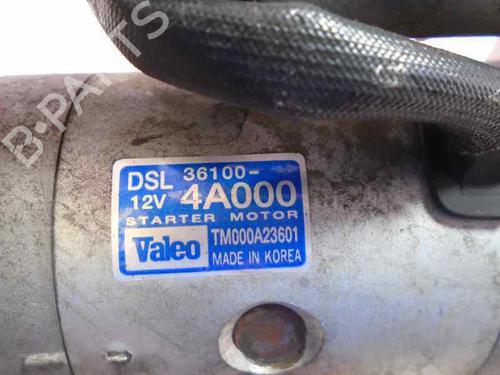 B-PARTS
DSL 36100-
12V 4A000
STARTER MOTOR
Valeo TM000A23601
MADE IN KOREA